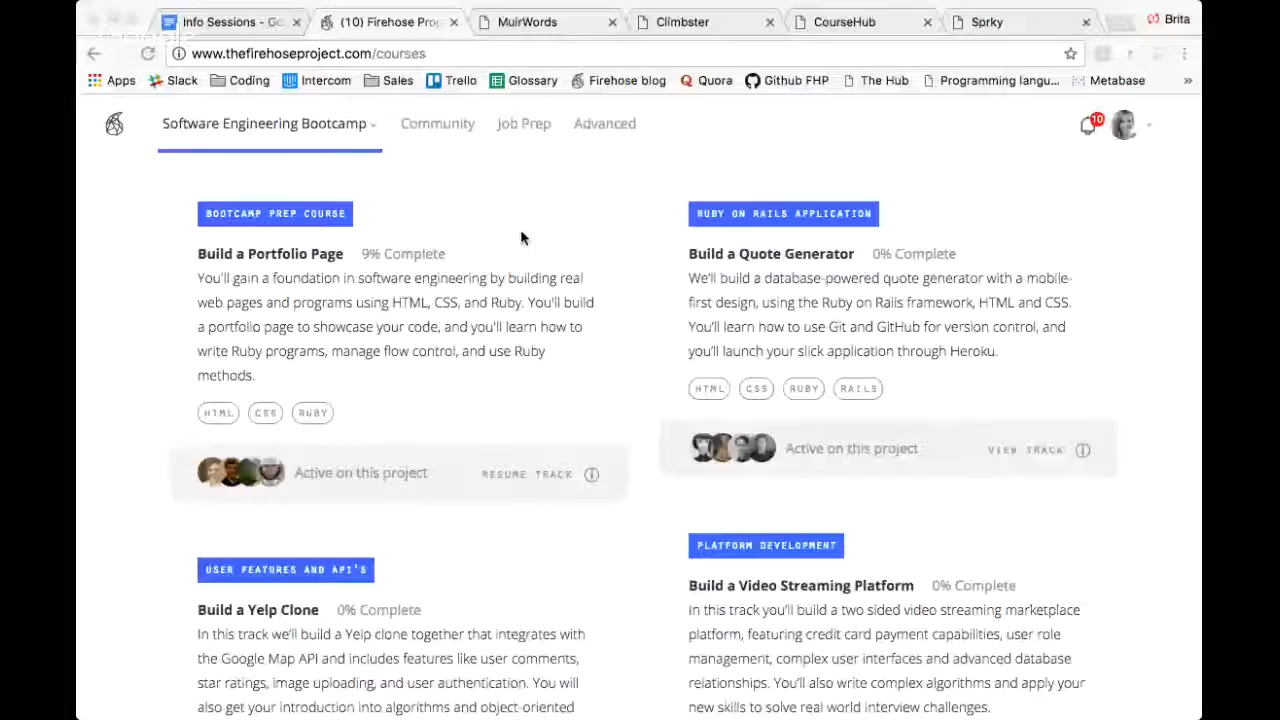 Info Sessions - Go
(10) Firehose Proj
MuirWords
Climbster
CourseHub
Sprky
Brita
www.thefirehoseproject.com/courses
Apps
Slack
Coding
Intercom
Sales
Trello
Glossary
Firehose blog
Quora
Github FHP
The Hub
Programming langu...
Metabase
»
Software Engineering Bootcamp
Community
Job Prep
Advanced
10
BOOTCAMP PREP COURSE
Build a Portfolio Page 9% Complete
You'll gain a foundation in software engineering by building real
web pages and programs using HTML, CSS, and Ruby. You'll build
a portfolio page to showcase your code, and you'll learn how to
write Ruby programs, manage flow control, and use Ruby
methods.
HTML CSS RUBY
Active on this project RESUME TRACK
RUBY ON RAILS APPLICATION
Build a Quote Generator 0% Complete
We'll build a database-powered quote generator with a mobile-
first design, using the Ruby on Rails framework, HTML and CSS.
You'll learn how to use Git and GitHub for version control, and
you'll launch your slick application through Heroku.
HTML CSS RUBY RAILS
Active on this project VIEW TRACK
USER FEATURES AND API'S
Build a Yelp Clone 0% Complete
In this track we'll build a Yelp clone together that integrates with
the Google Map API and includes features like user comments,
star ratings, image uploading, and user authentication. You will
also get your introduction into algorithms and object-oriented
PLATFORM DEVELOPMENT
Build a Video Streaming Platform 0% Complete
In this track you'll build a two sided video streaming marketplace
platform, featuring credit card payment capabilities, user role
management, complex user interfaces and advanced database
relationships. You'll also write complex algorithms and apply your
new skills to solve real world interview challenges.